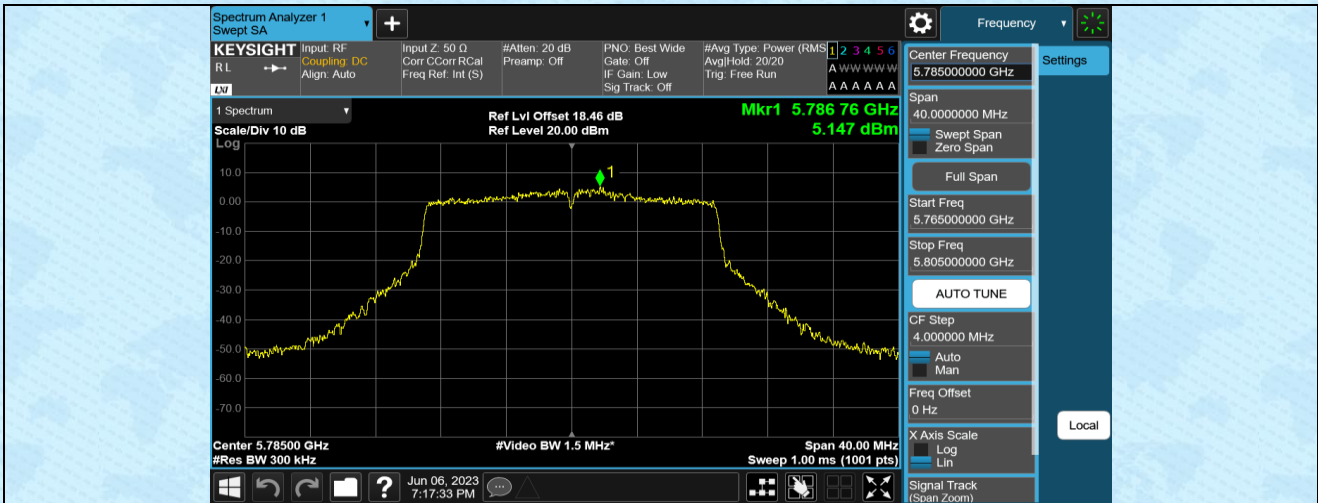 Spectrum Analyzer 1
Swept SA
Frequency
KEYSIGHT
RL
LXI
Input: RF
Coupling: DC
Align: Auto
Input Z: 50 Ω
Corr CCorr RCal
Freq Ref: Int (S)
#Atten: 20 dB
Preamp: Off
PNO: Best Wide
Gate: Off
IF Gain: Low
Sig Track: Off
#Avg Type: Power (RMS
Avg|Hold: 20/20
Trig: Free Run
1 2 3 4 5 6
A W W W W W
A A A A A A
1 Spectrum
Scale/Div 10 dB
Log
Ref Lvl Offset 18.46 dB
Ref Level 20.00 dBm
Mkr1 5.786 76 GHz
5.147 dBm
1
10.0
0.00
-10.0
-20.0
-30.0
-40.0
-50.0
-60.0
-70.0
Center 5.78500 GHz
#Res BW 300 kHz
#Video BW 1.5 MHz*
Span 40.00 MHz
Sweep 1.00 ms (1001 pts)
Jun 06, 2023
7:17:33 PM
Center Frequency
5.785000000 GHz
Settings
Span
40.0000000 MHz
Swept Span
Zero Span
Full Span
Start Freq
5.765000000 GHz
Stop Freq
5.805000000 GHz
AUTO TUNE
CF Step
4.000000 MHz
Auto
Man
Freq Offset
0 Hz
Local
X Axis Scale
Log
Lin
Signal Track
(Span Zoom)